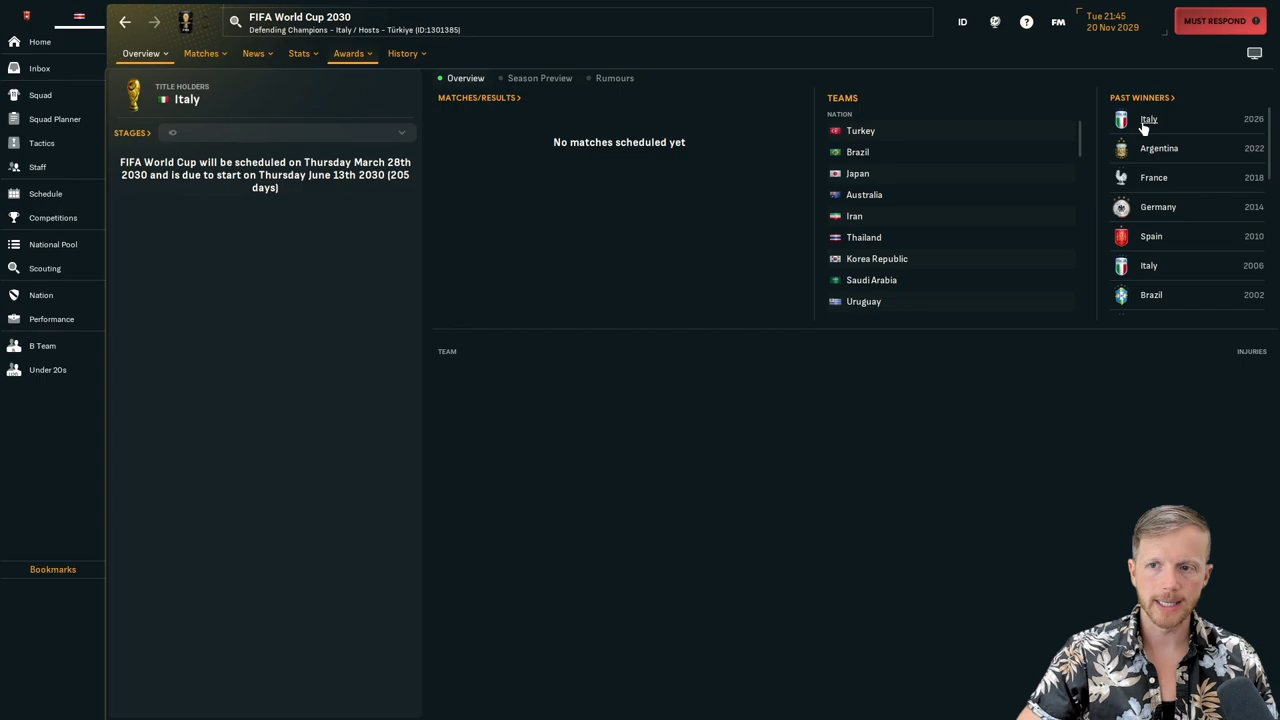 FIFA World Cup 2030
Defending Champions - Italy / Hosts - Türkiye (ID:1301385)
ID
?
FM
Tue 21:45
20 Nov 2029
MUST RESPOND
Home
Inbox
Squad
Squad Planner
Tactics
Staff
Schedule
Competitions
National Pool
Scouting
Nation
Performance
B Team
Under 20s
Bookmarks
Overview
Matches
News
Stats
Awards
History
TITLE HOLDERS
Italy
STAGES >
FIFA World Cup will be scheduled on Thursday March 28th
2030 and is due to start on Thursday June 13th 2030 (205
days)
Overview
Season Preview
Rumours
MATCHES/RESULTS >
No matches scheduled yet
TEAMS
NATION
Turkey
Brazil
Japan
Australia
Iran
Thailand
Korea Republic
Saudi Arabia
Uruguay
PAST WINNERS >
Italy 2026
Argentina 2022
France 2018
Germany 2014
Spain 2010
Italy 2006
Brazil 2002
TEAM
INJURIES